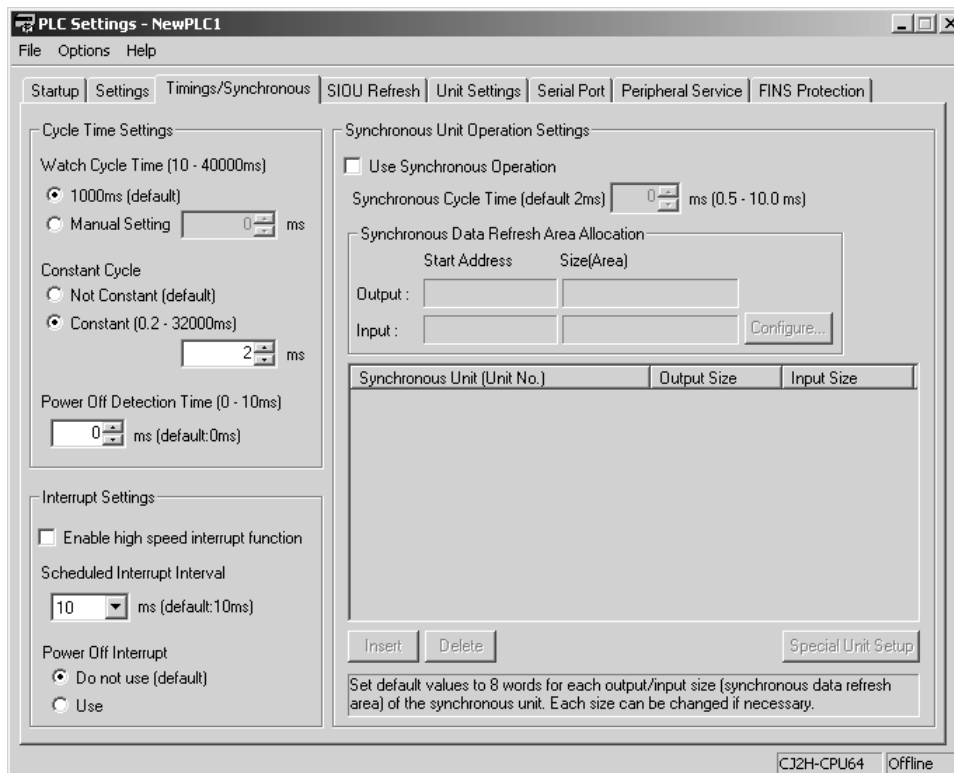 PLC Settings - NewPLC1
File Options Help
Startup Settings Timings/Synchronous SIOU Refresh Unit Settings Serial Port Peripheral Service FINS Protection
Cycle Time Settings
Watch Cycle Time (10 - 40000ms)
1000ms (default)
Manual Setting 0 ms
Constant Cycle
Not Constant (default)
Constant (0.2 - 32000ms)
2 ms
Power Off Detection Time (0 - 10ms)
0 ms (default:0ms)
Interrupt Settings
Enable high speed interrupt function
Scheduled Interrupt Interval
10 ms (default:10ms)
Power Off Interrupt
Do not use (default)
Use
Synchronous Unit Operation Settings
Use Synchronous Operation
Synchronous Cycle Time (default 2ms) 0 ms (0.5 - 10.0 ms)
Synchronous Data Refresh Area Allocation
Start Address Size(Area)
Output :
Input : Configure...
Synchronous Unit (Unit No.) Output Size Input Size
Insert Delete Special Unit Setup
Set default values to 8 words for each output/input size (synchronous data refresh
area) of the synchronous unit. Each size can be changed if necessary.
CJ2H-CPU64 Offline